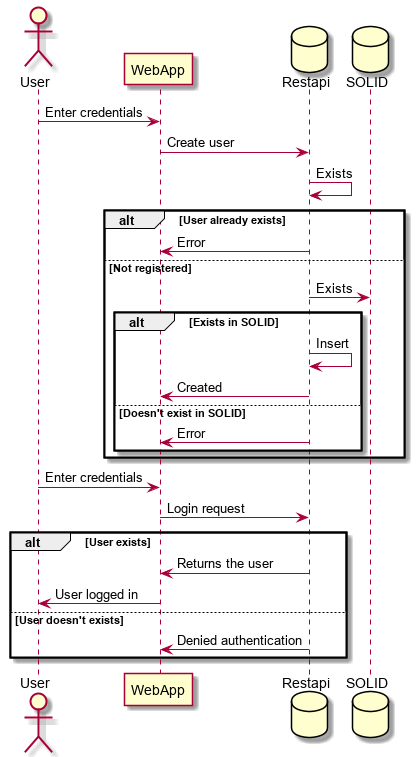 User
WebApp
Restapi
SOLID
Enter credentials
Create user
Exists
alt
[User already exists]
Error
[Not registered]
Exists
alt
[Exists in SOLID]
Insert
Created
[Doesn't exist in SOLID]
Error
Enter credentials
Login request
alt
[User exists]
Returns the user
User logged in
[User doesn't exists]
Denied authentication
User
WebApp
Restapi
SOLID